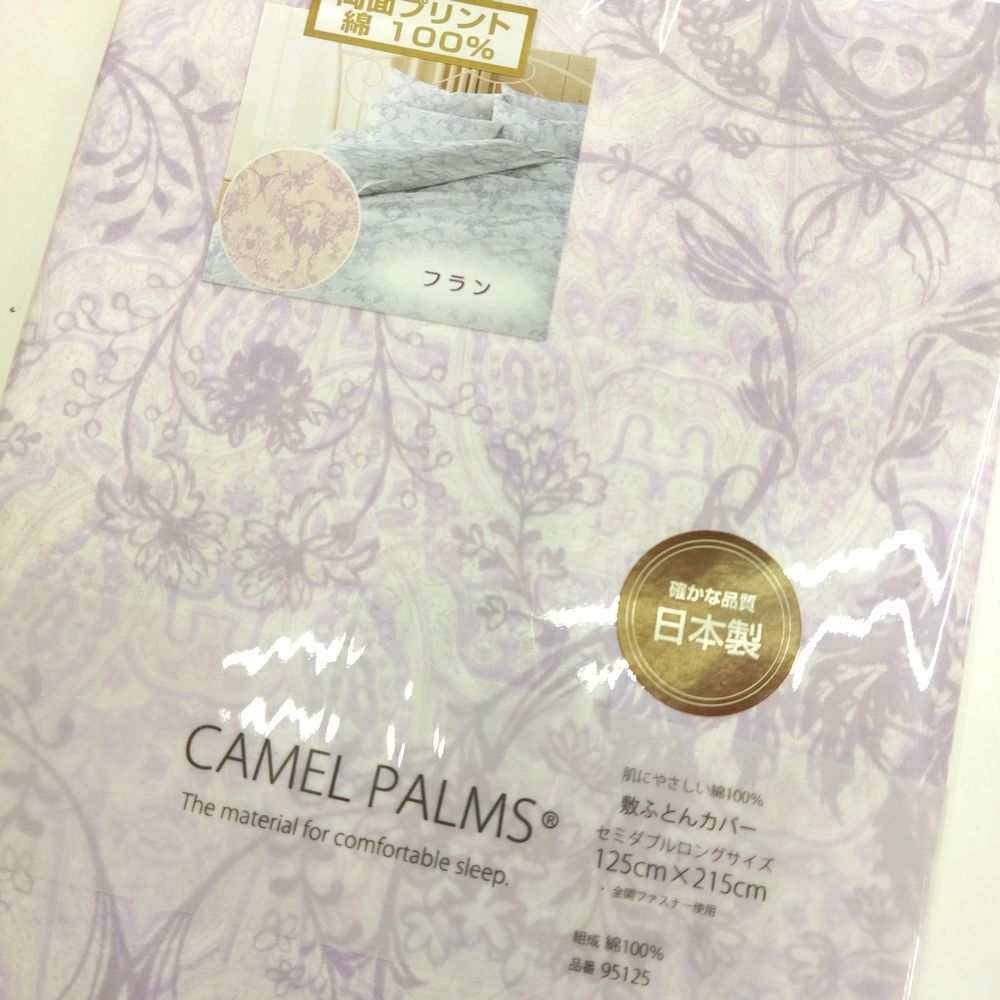 両面プリント
綿 100%
フラン
確かな品質
日本製
CAMEL PALMS®
The material for comfortable sleep.
肌にやさしい綿100%
敷ふとんカバー
セミダブルロングサイズ
125cm×215cm
・全開ファスナー使用
組成 綿100%
品番 95125